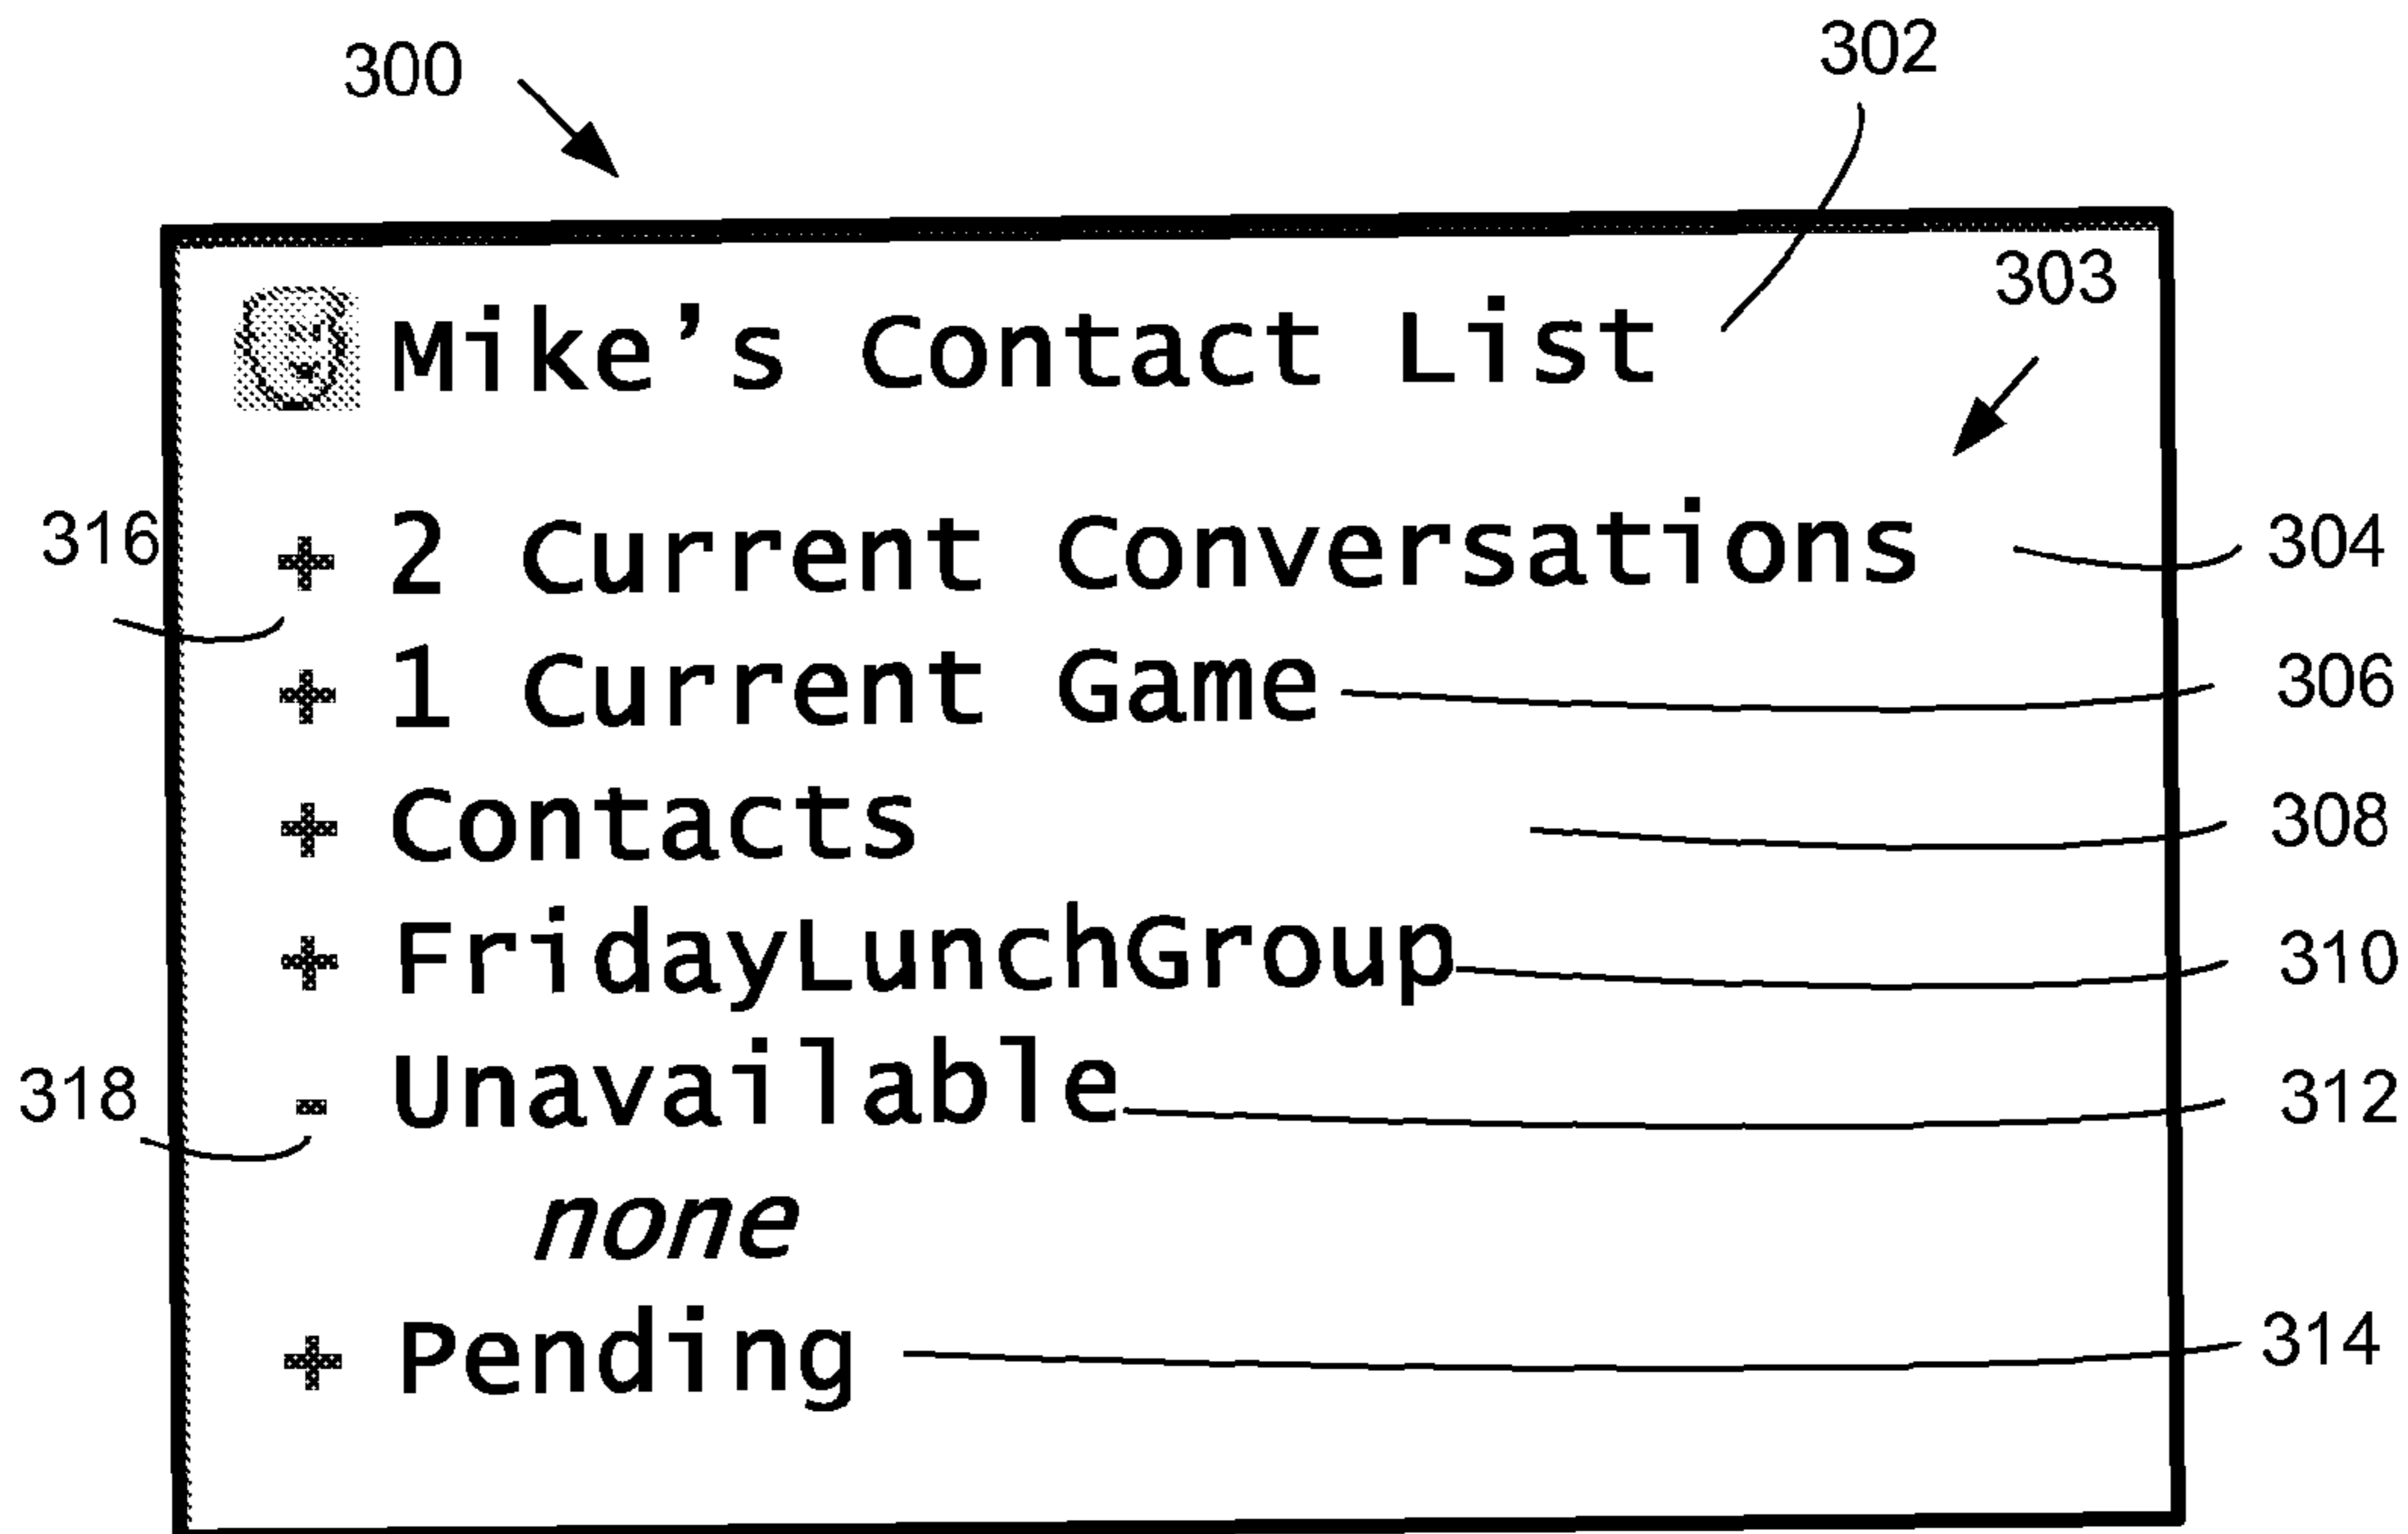 300
302
303
Mike's Contact List
316
+ 2 Current Conversations 304
+ 1 Current Game 306
+ Contacts 308
+ FridayLunchGroup 310
318
- Unavailable 312
none
+ Pending 314